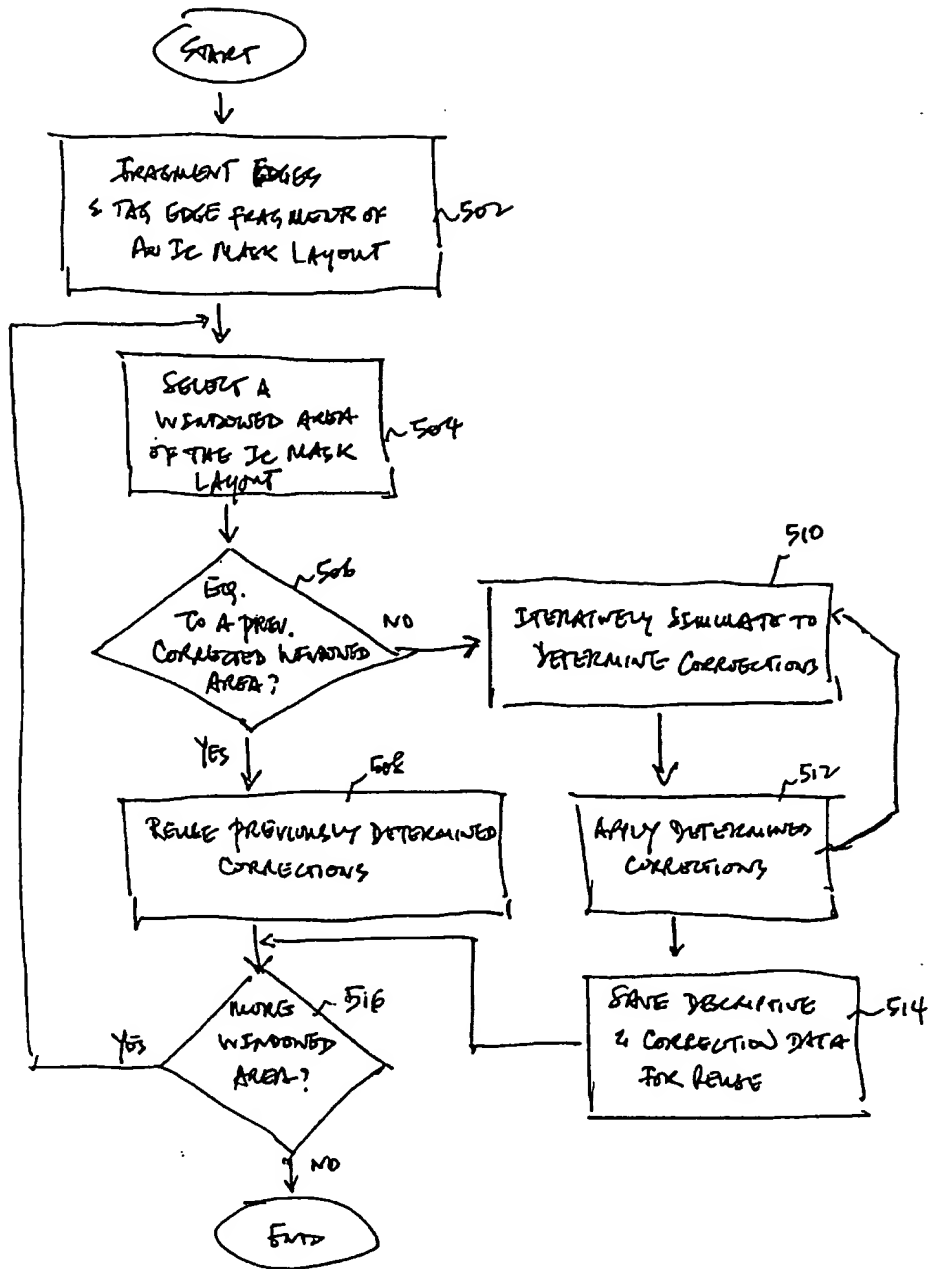 START
FRAGMENT EDGES
& TAG EDGE FRAGMENTS OF
AN IC MASK LAYOUT
502
SELECT A
WINDOWED AREA
OF THE IC MASK
LAYOUT
504
506
EQ.
TO A PREV.
CORRECTED WINDOWED
AREA?
NO
YES
510
ITERATIVELY SIMULATE TO
DETERMINE CORRECTIONS
508
REUSE PREVIOUSLY DETERMINED
CORRECTIONS
512
APPLY DETERMINED
CORRECTIONS
514
SAVE DESCRIPTIVE
& CORRECTION DATA
FOR REUSE
516
MORE
WINDOWED
AREA?
YES
NO
END